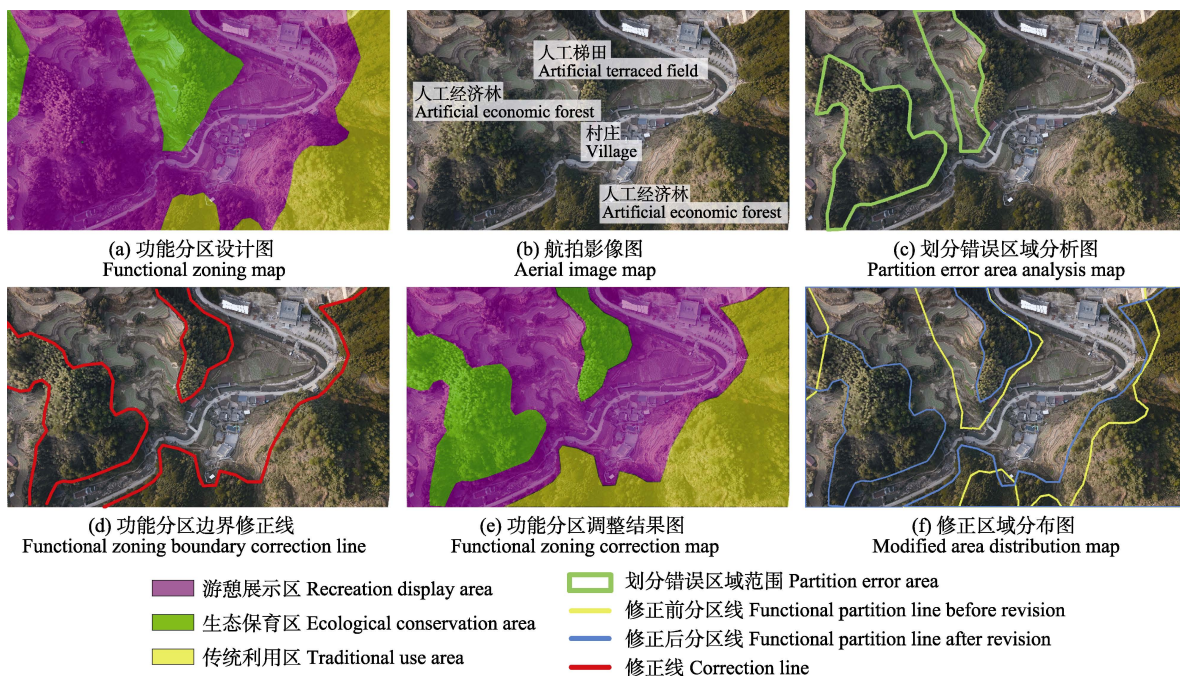 人工梯田
Artificial terraced field
人工经济林
Artificial economic forest
村庄
Village
人工经济林
Artificial economic forest
(a) 功能分区设计图
Functional zoning map
(b) 航拍影像图
Aerial image map
(c) 划分错误区域分析图
Partition error area analysis map
(d) 功能分区边界修正线
Functional zoning boundary correction line
(e) 功能分区调整结果图
Functional zoning correction map
(f) 修正区域分布图
Modified area distribution map
游憩展示区 Recreation display area
生态保育区 Ecological conservation area
传统利用区 Traditional use area
划分错误区域范围 Partition error area
修正前分区线 Functional partition line before revision
修正后分区线 Functional partition line after revision
修正线 Correction line